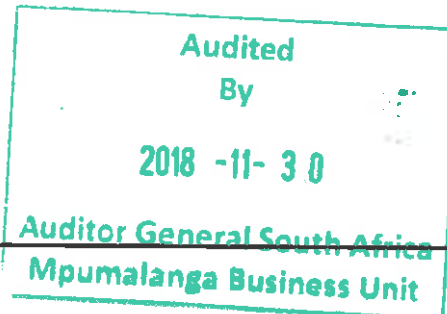 Audited
By
2018 -11- 30
Auditor General South Africa
Mpumalanga Business Unit